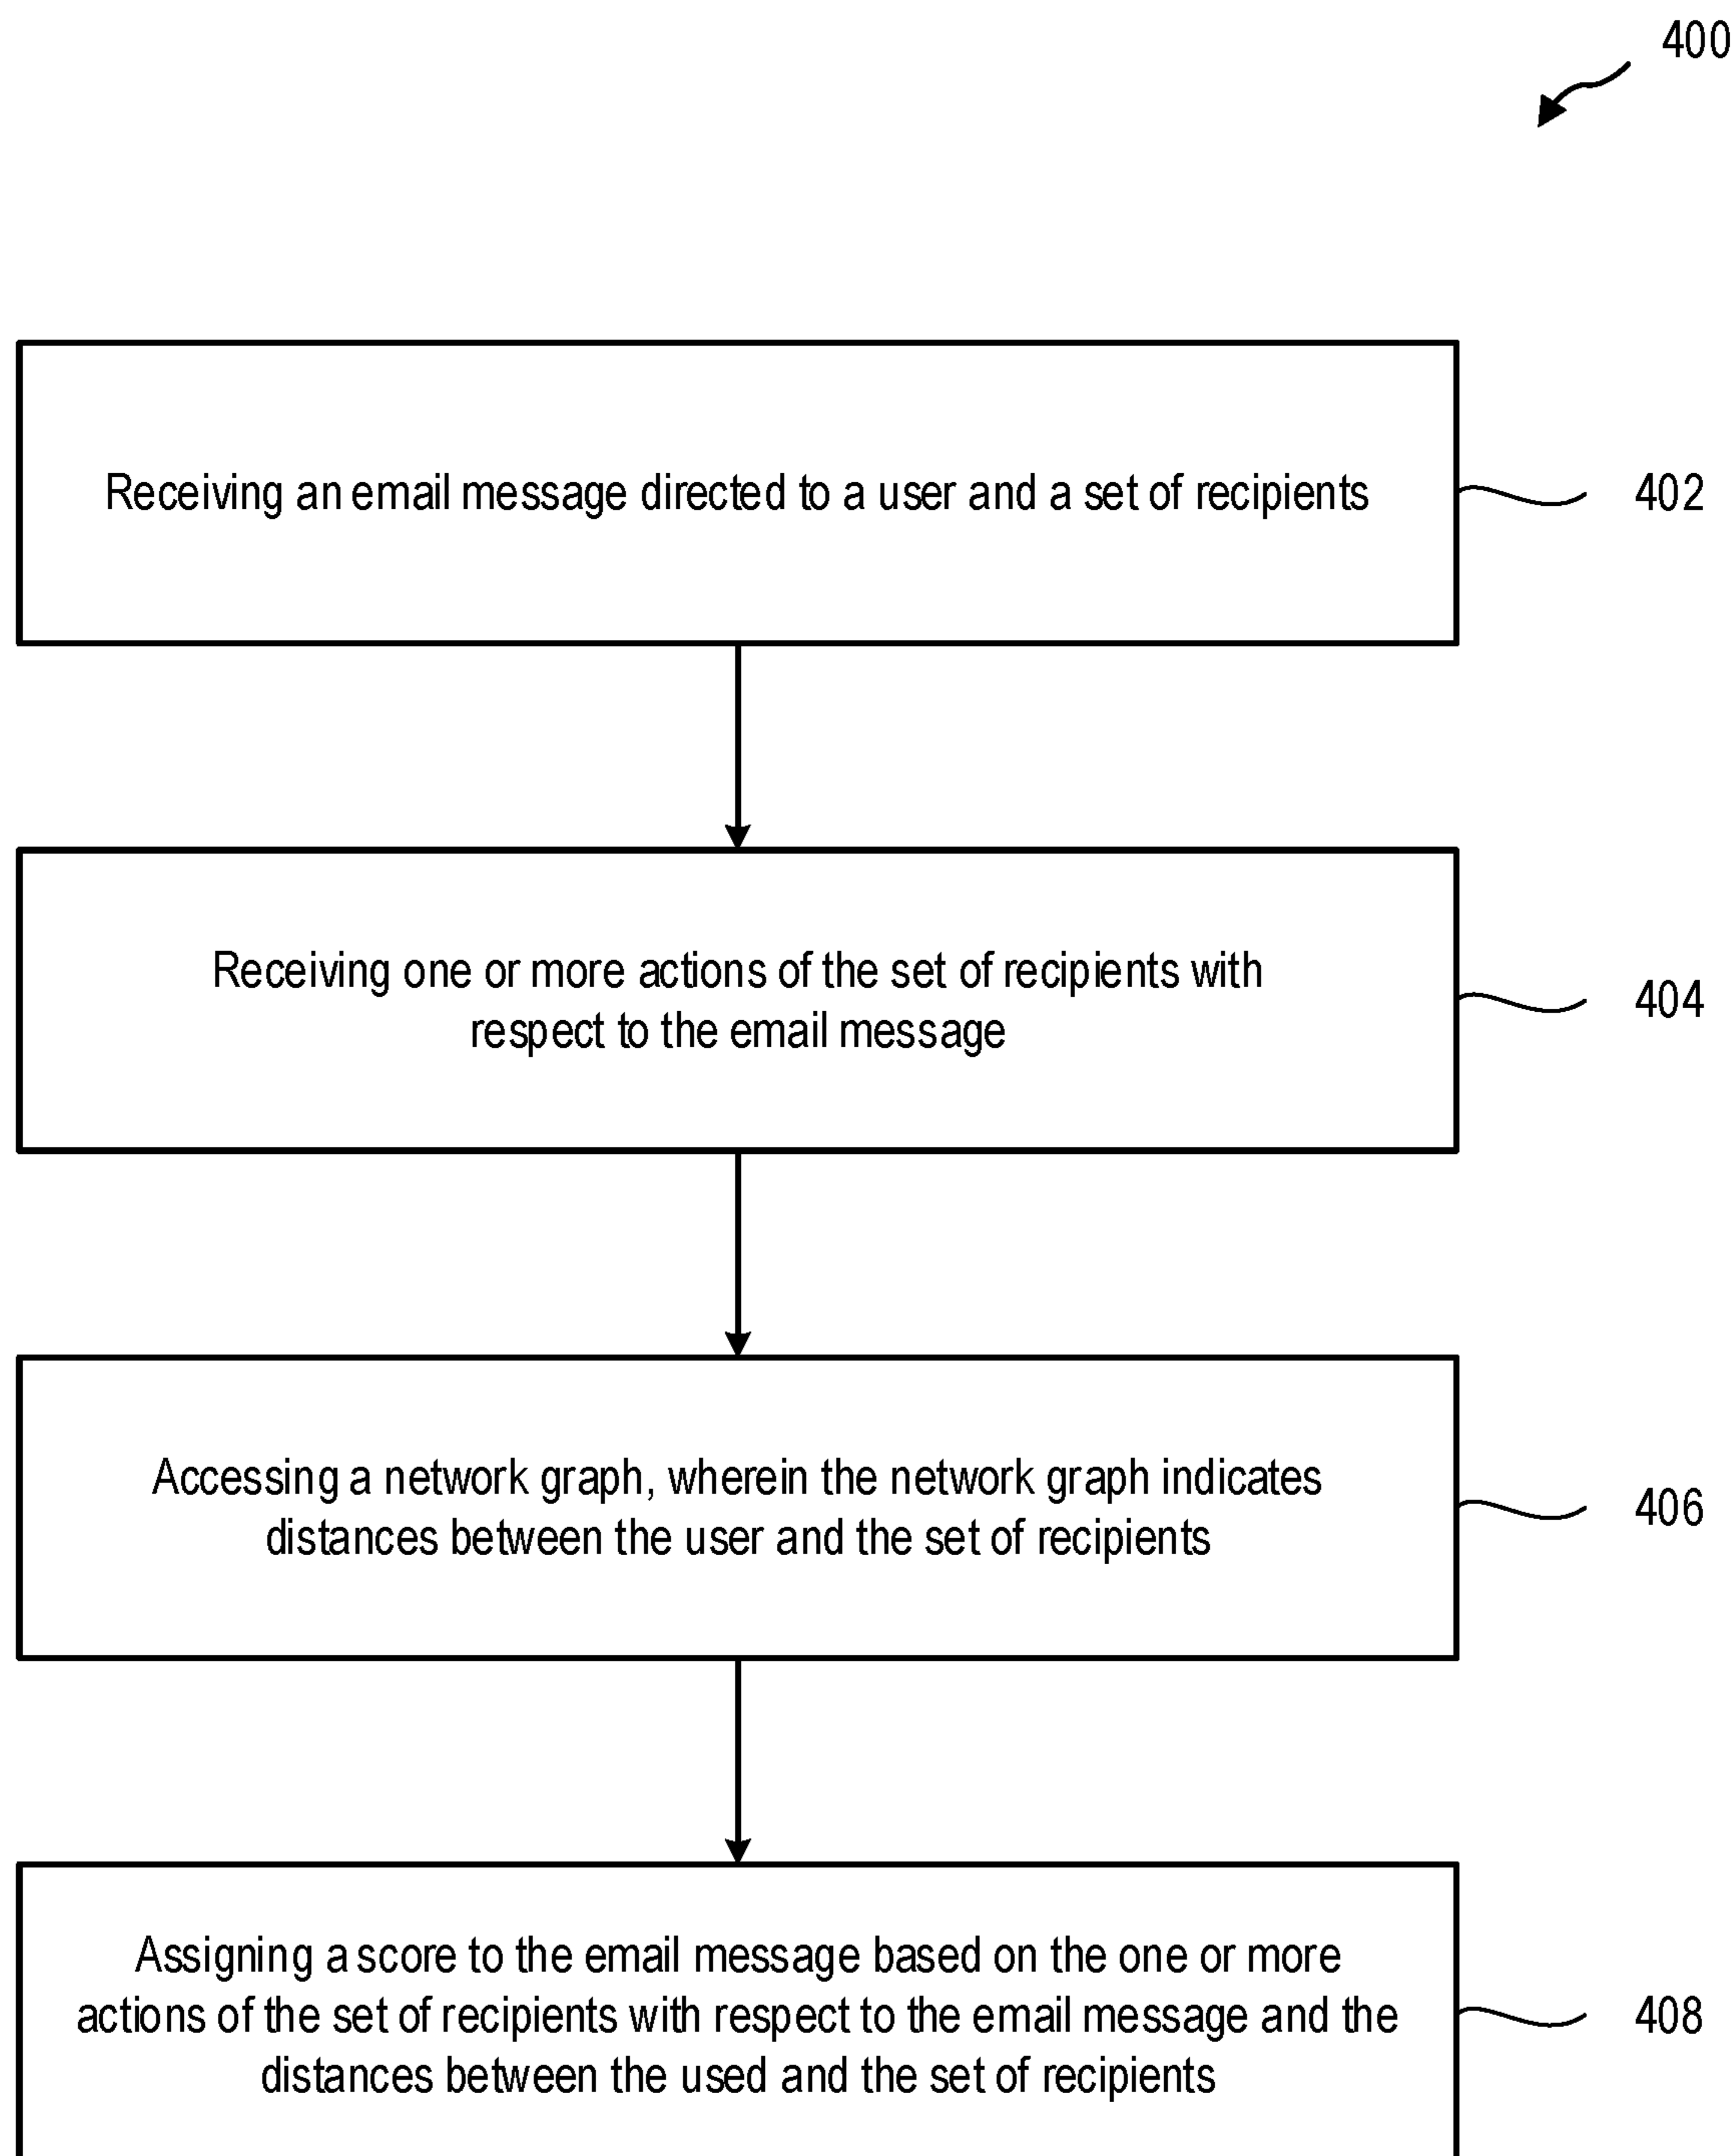 400
Receiving an email message directed to a user and a set of recipients
402
Receiving one or more actions of the set of recipients with
respect to the email message
404
Accessing a network graph, wherein the network graph indicates
distances between the user and the set of recipients
406
Assigning a score to the email message based on the one or more
actions of the set of recipients with respect to the email message and the
distances between the used and the set of recipients
408